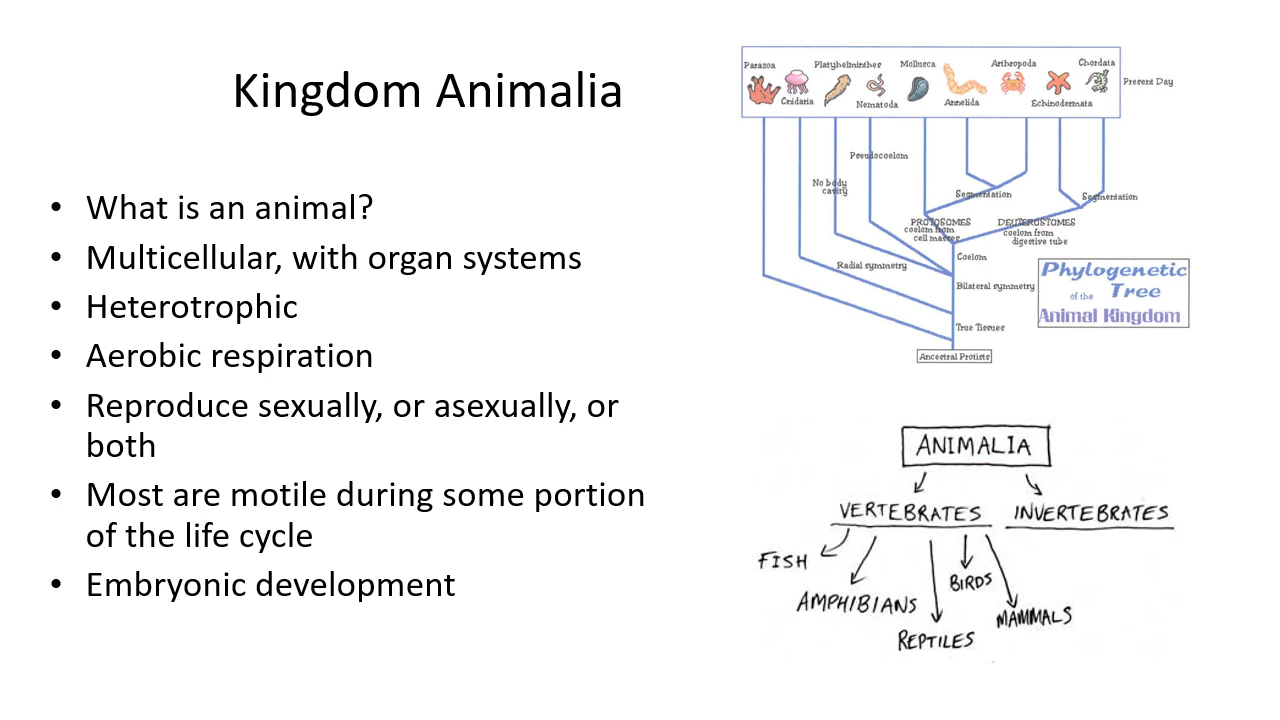 Kingdom Animalia
• What is an animal?
• Multicellular, with organ systems
• Heterotrophic
• Aerobic respiration
• Reproduce sexually, or asexually, or
both
• Most are motile during some portion
of the life cycle
• Embryonic development
Parazoa
Cnidaria
Platyhelminthes
Nematoda
Mollusca
Annelida
Arthropoda
Echinodermata
Chordata
Present Day
Pseudocoelom
No body
cavity
Segmentation
Segmentation
PROTOSOMES
coelom from
cell masses
DEUTEROSTOMES
coelom from
digestive tube
Coelom
Radial symmetry
Bilateral symmetry
True Tissues
Ancestral Protists
Phylogenetic
of the Tree
Animal Kingdom
ANIMALIA
VERTEBRATES
INVERTEBRATES
FISH
AMPHIBIANS
REPTILES
BIRDS
MAMMALS